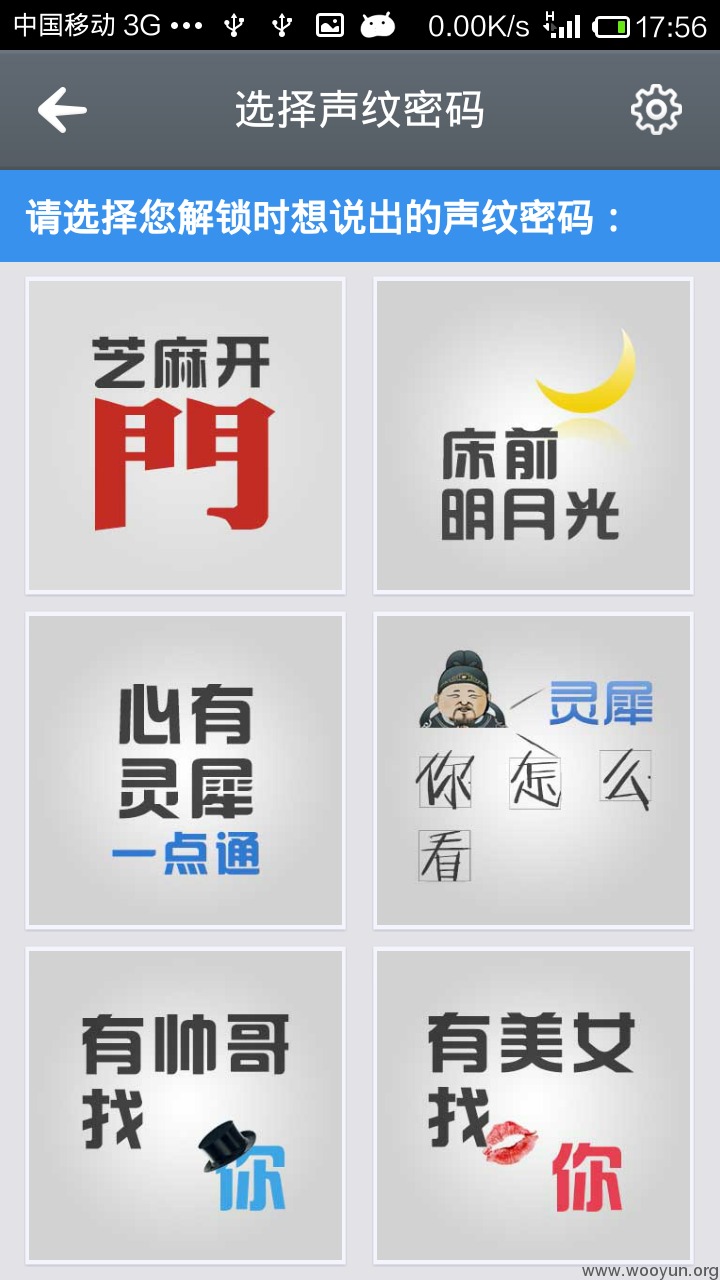 中国移动 3G ••• 0.00K/s H 17:56
选择声纹密码
请选择您解锁时想说出的声纹密码：
芝麻开
門
床前
明月光
心有
灵犀
一点通
灵犀
你怎么
看
有帅哥
找
你
有美女
找
你
www.wooyun.org